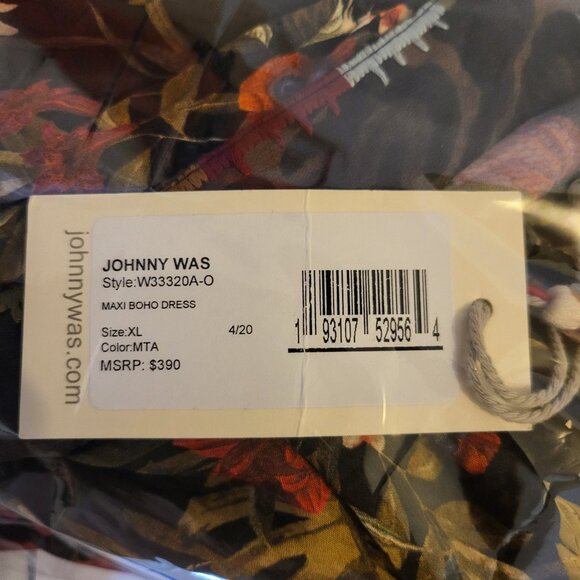 johnnywas.com
JOHNNY WAS
Style:W33320A-O
MAXI BOHO DRESS
Size:XL 4/20
Color:MTA
MSRP: $390
1 93107 52956 4